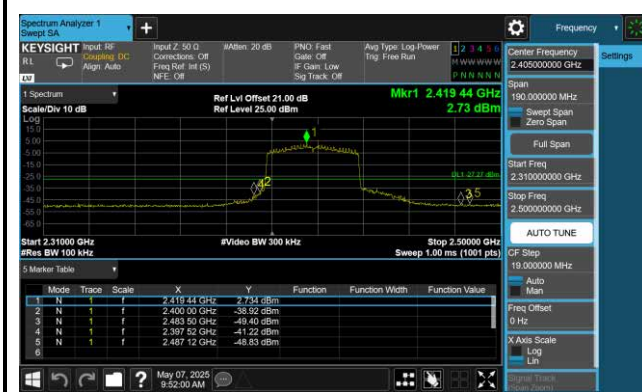 Spectrum Analyzer 1
Swept SA
+
Frequency
KEYSIGHT
Input: RF
Input Z: 50 Ω
#Atten: 20 dB
PNO: Fast
Avg Type: Log-Power
1 2 3 4 5 6
RL
Coupling: DC
Corrections: Off
Gate: Off
Trig: Free Run
Align: Auto
Freq Ref: Int (S)
IF Gain: Low
M W W W W W
NFE: Off
Sig Track: Off
P N N N N N
Settings
Center Frequency
2.405000000 GHz
Span
190.000000 MHz
Swept Span
Zero Span
Full Span
Start Freq
2.310000000 GHz
Stop Freq
2.500000000 GHz
AUTO TUNE
CF Step
19.000000 MHz
Auto
Man
Freq Offset
0 Hz
X Axis Scale
Log
Lin
Signal Track
(Span Zoom)
1 Spectrum
Ref Lvl Offset 21.00 dB
Mkr1 2.419 44 GHz
Scale/Div 10 dB
Ref Level 25.00 dBm
2.73 dBm
Log
15.0
5.00
-5.00
-15.0
-25.0
-35.0
-45.0
-55.0
-65.0
1
DL1 -27.27 dBm
42
3 5
Start 2.31000 GHz
#Video BW 300 kHz
Stop 2.50000 GHz
#Res BW 100 kHz
Sweep 1.00 ms (1001 pts)
5 Marker Table
Mode Trace Scale X Y Function Function Width Function Value
1 N 1 f 2.419 44 GHz 2.734 dBm
2 N 1 f 2.400 00 GHz -38.92 dBm
3 N 1 f 2.483 50 GHz -49.40 dBm
4 N 1 f 2.397 52 GHz -41.22 dBm
5 N 1 f 2.487 12 GHz -48.83 dBm
6
?
May 07, 2025
9:52:00 AM